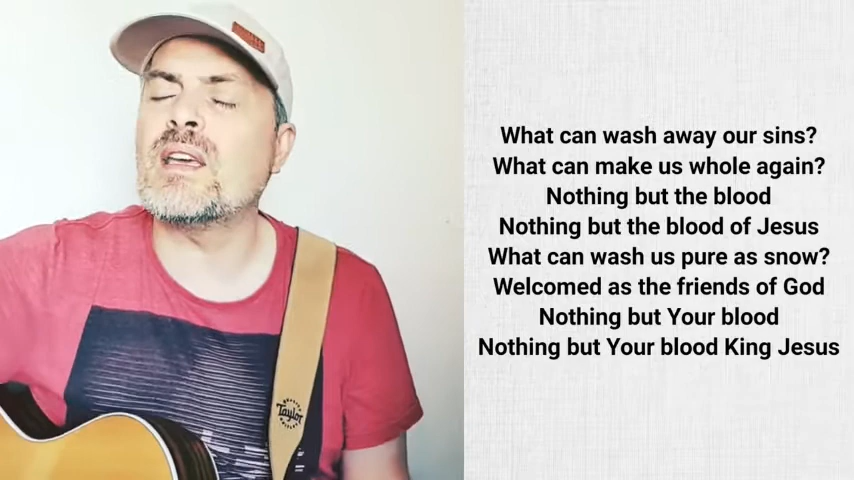 What can wash away our sins?
What can make us whole again?
Nothing but the blood
Nothing but the blood of Jesus
What can wash us pure as snow?
Welcomed as the friends of God
Nothing but Your blood
Nothing but Your blood King Jesus
Taylor